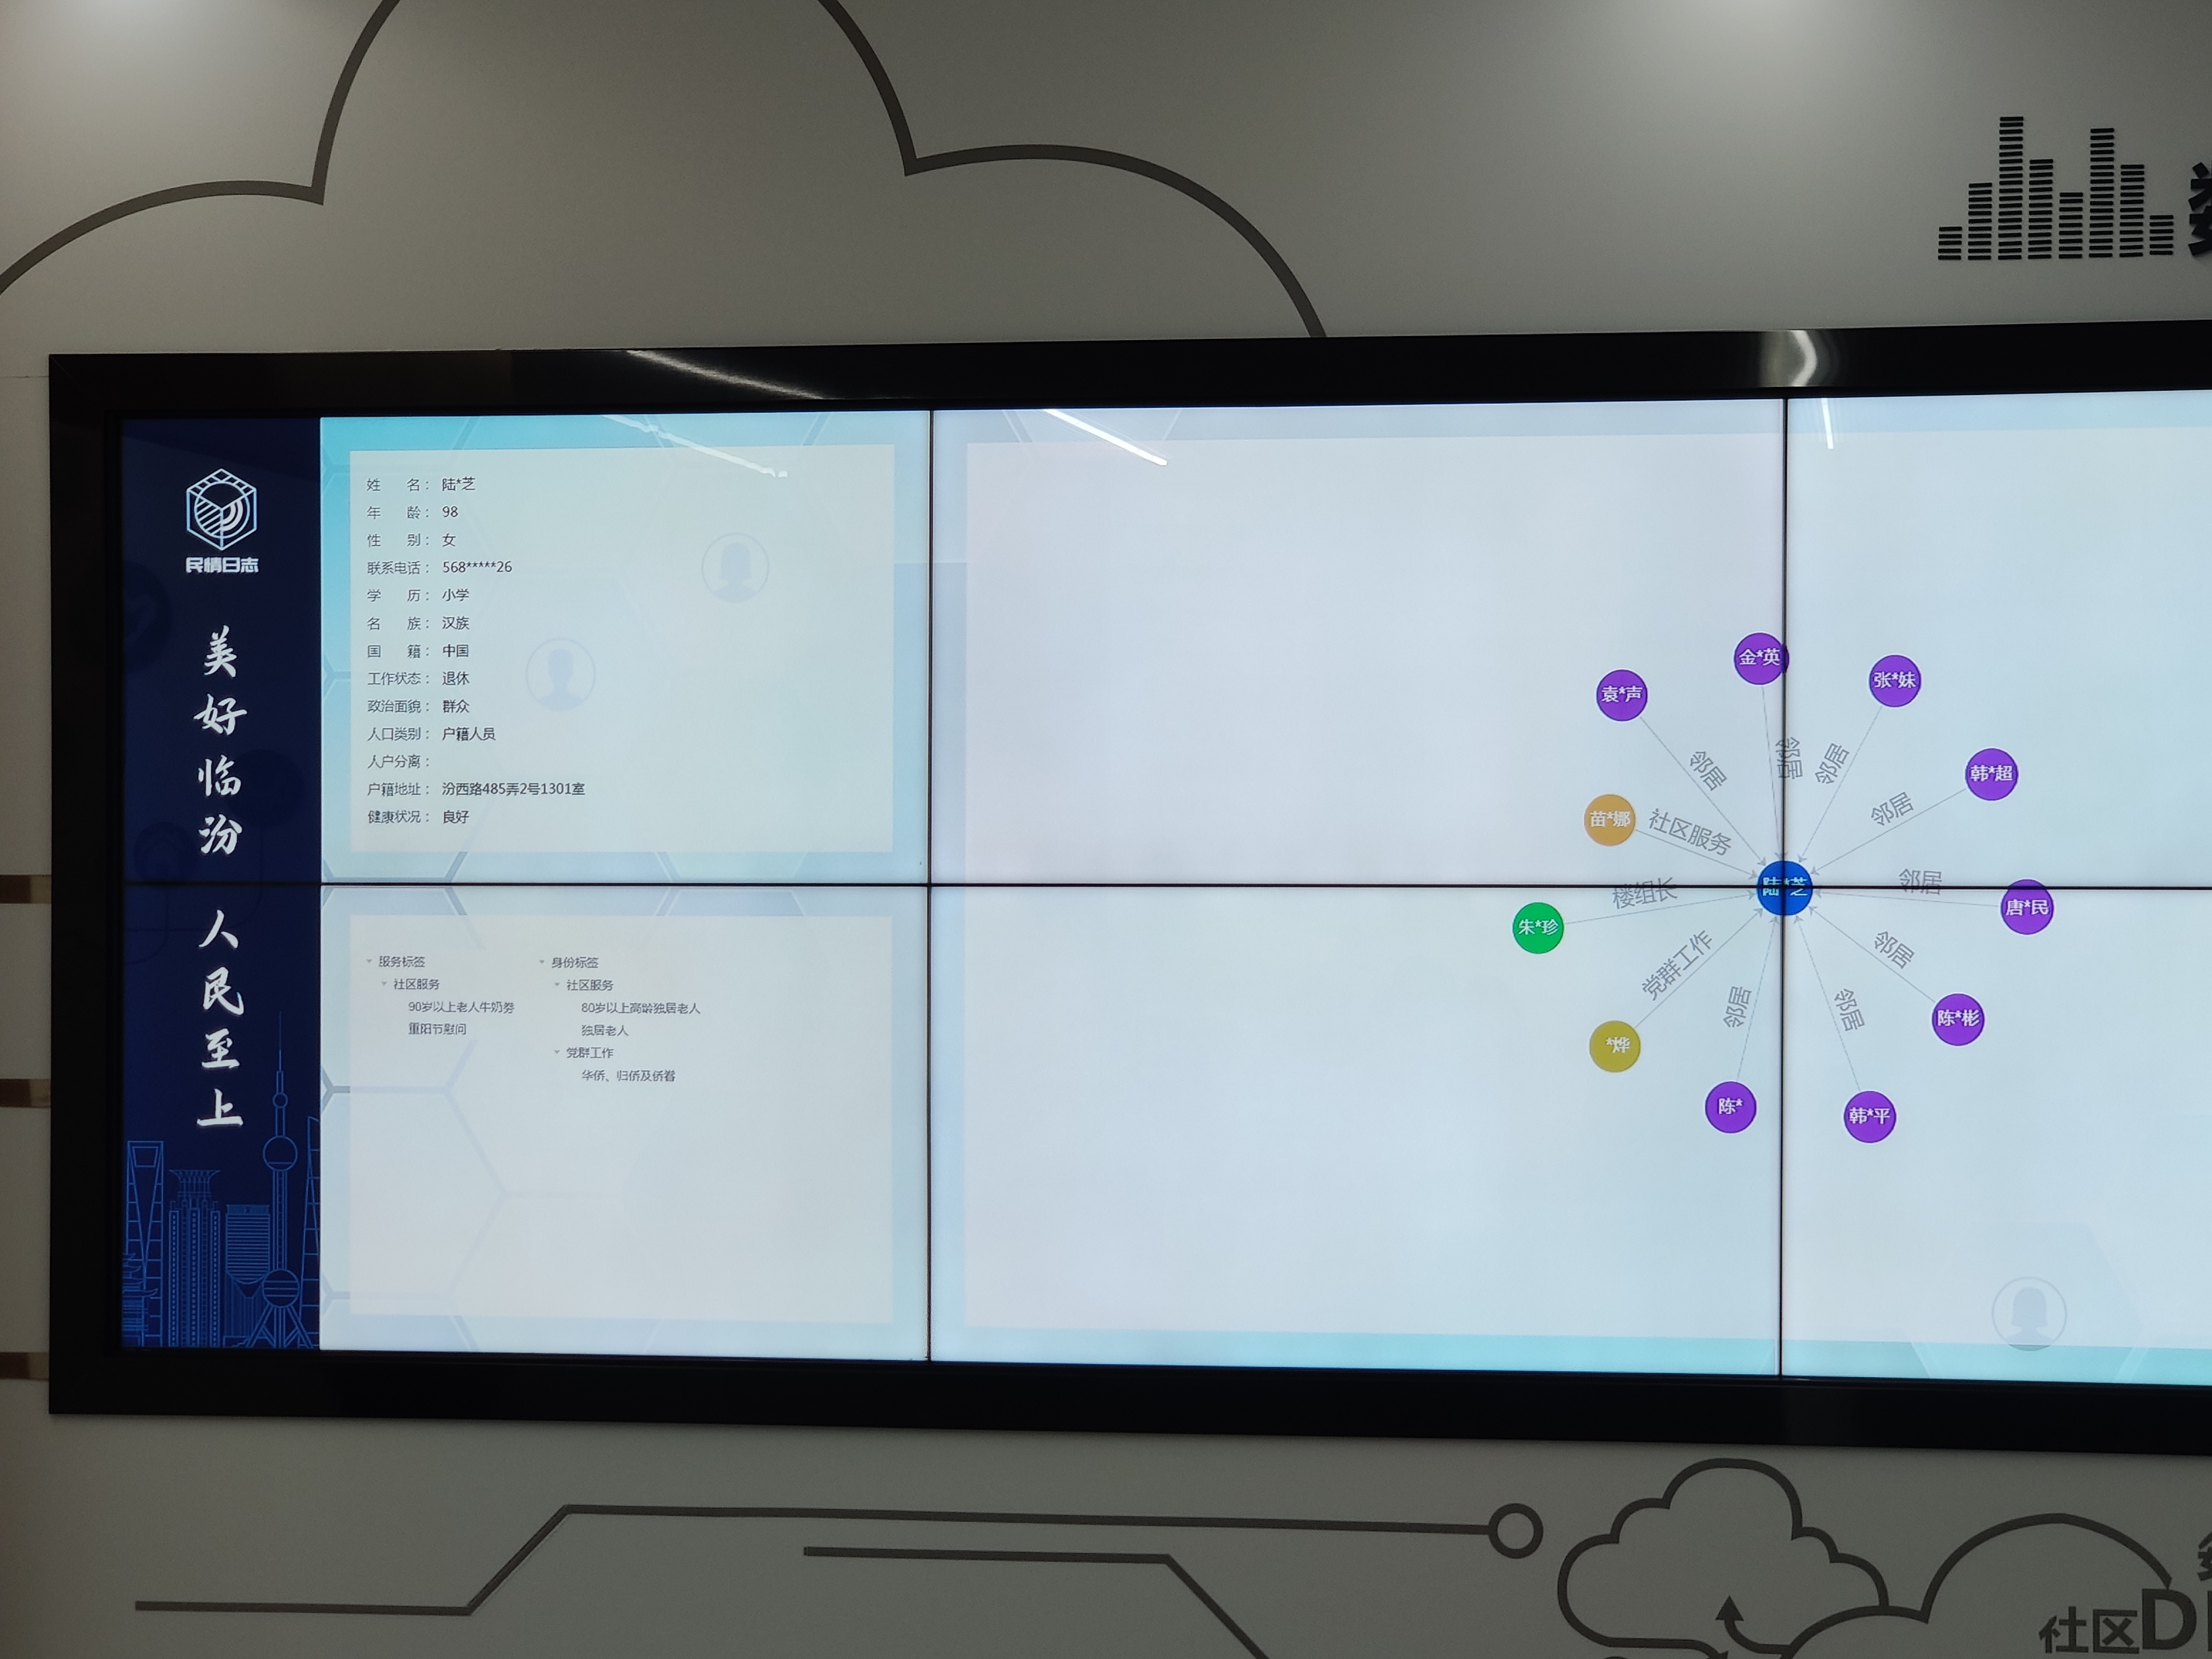 民情日志
美好临汾 人民至上
姓 名： 陆*芝
年 龄： 98
性 别： 女
联系电话： 568*****26
学 历： 小学
名 族： 汉族
国 籍： 中国
工作状态： 退休
政治面貌： 群众
人口类别： 户籍人员
人户分离：
户籍地址： 汾西路485弄2号1301室
健康状况： 良好
服务标签
社区服务
90岁以上老人牛奶券
重阳节慰问
身份标签
社区服务
80岁以上高龄独居老人
独居老人
党群工作
华侨、归侨及侨眷
金*英
张*妹
袁*声
韩*超
苗*娜
陆*芝
唐*民
朱*珍
陈*彬
*烨
陈*
韩*平
邻居
邻居
邻居
邻居
社区服务
邻居
楼组长
邻居
党群工作
邻居
邻居
社区D